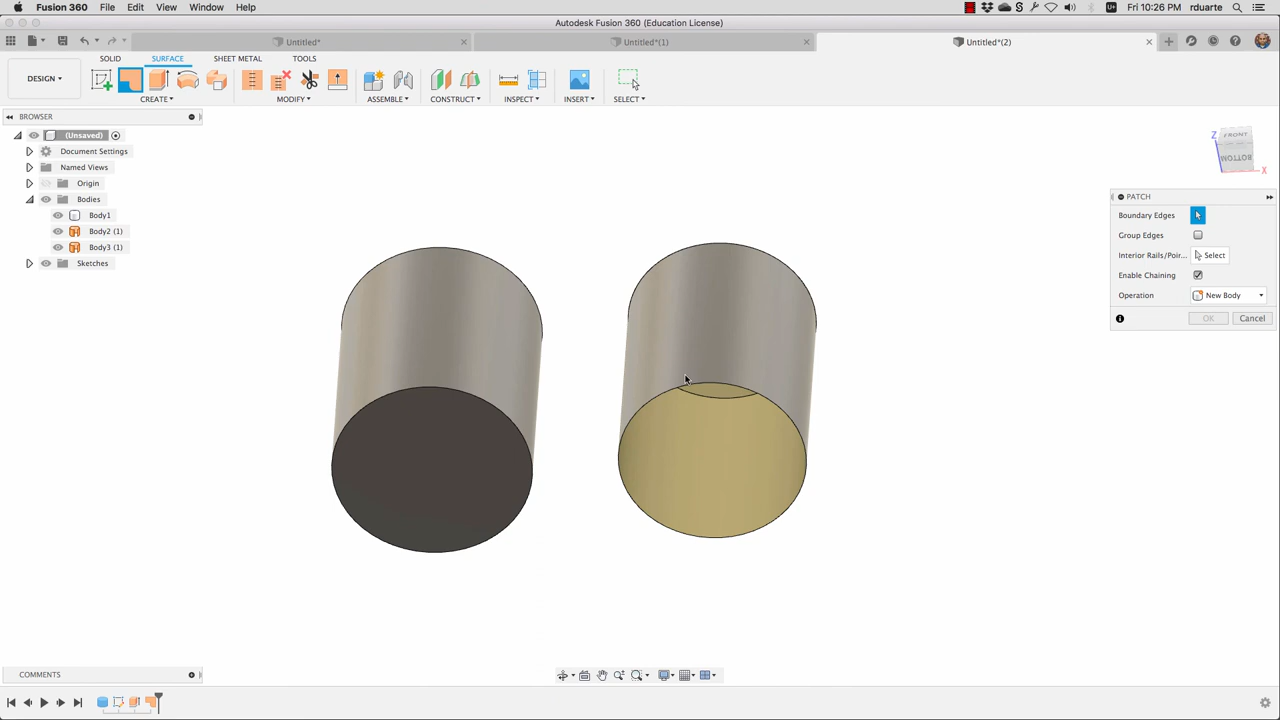 Fusion 360 File Edit View Window Help
U+ Fri 10:26 PM rduarte
Autodesk Fusion 360 (Education License)
Untitled* Untitled*(1) Untitled*(2)
SOLID SURFACE SHEET METAL TOOLS
DESIGN
CREATE MODIFY ASSEMBLE CONSTRUCT INSPECT INSERT SELECT
BROWSER
(Unsaved)
Document Settings
Named Views
Origin
Bodies
Body1
Body2 (1)
Body3 (1)
Sketches
FRONT
BOTTOM
Z
X
PATCH
Boundary Edges
Group Edges
Interior Rails/Poir... Select
Enable Chaining
Operation New Body
OK Cancel
COMMENTS